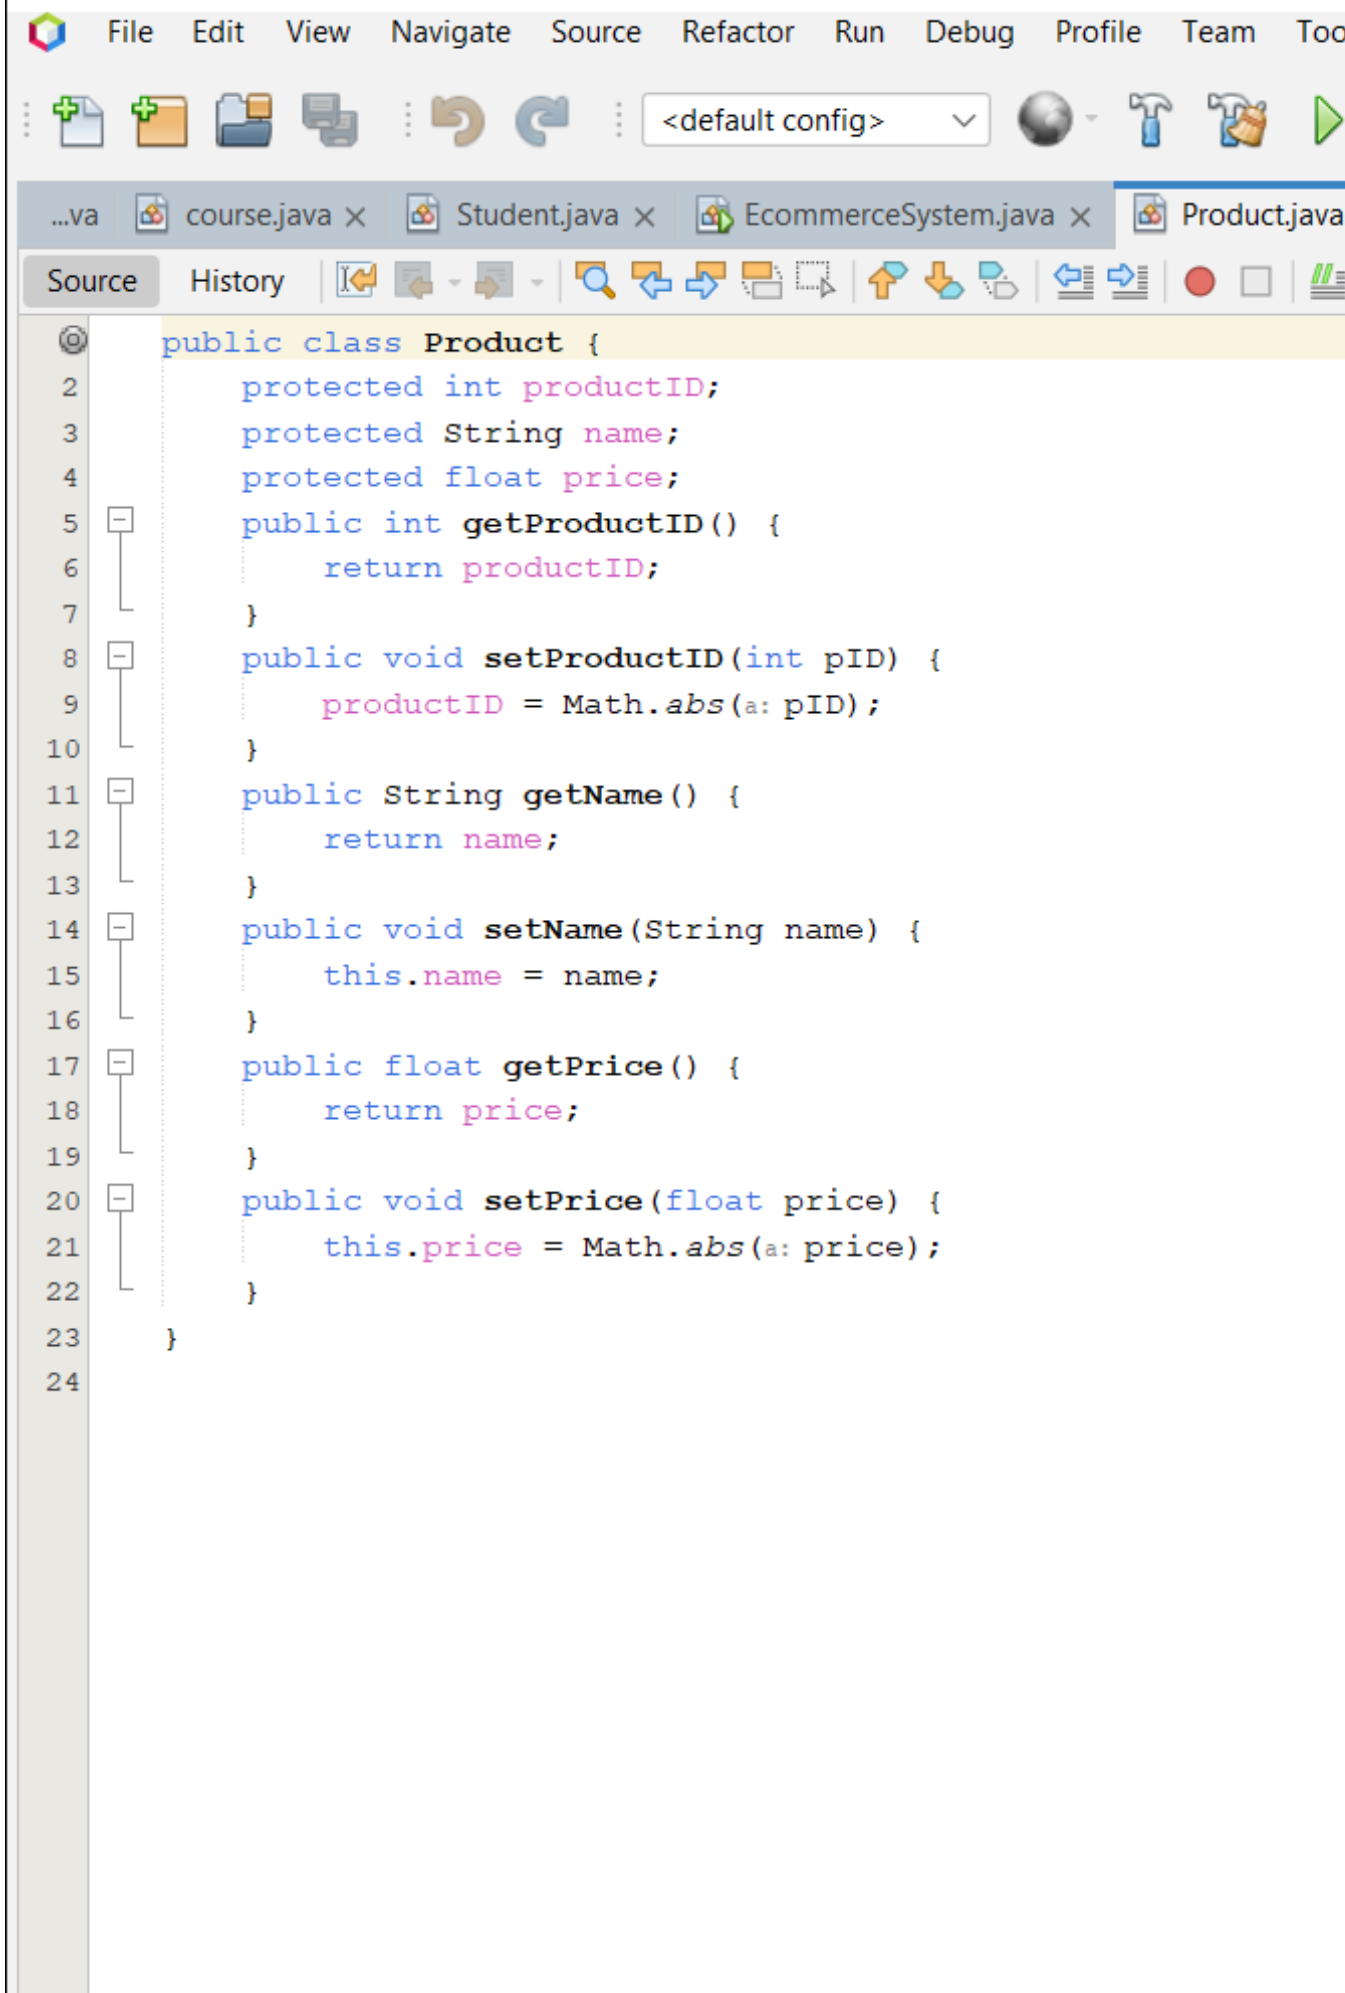 File Edit View Navigate Source Refactor Run Debug Profile Team Too
<default config>
...va course.java Student.java EcommerceSystem.java Product.java
Source History
public class Product {
2 protected int productID;
3 protected String name;
4 protected float price;
5 public int getProductID() {
6 return productID;
7 }
8 public void setProductID(int pID) {
9 productID = Math.abs(a: pID);
10 }
11 public String getName() {
12 return name;
13 }
14 public void setName(String name) {
15 this.name = name;
16 }
17 public float getPrice() {
18 return price;
19 }
20 public void setPrice(float price) {
21 this.price = Math.abs(a: price);
22 }
23 }
24